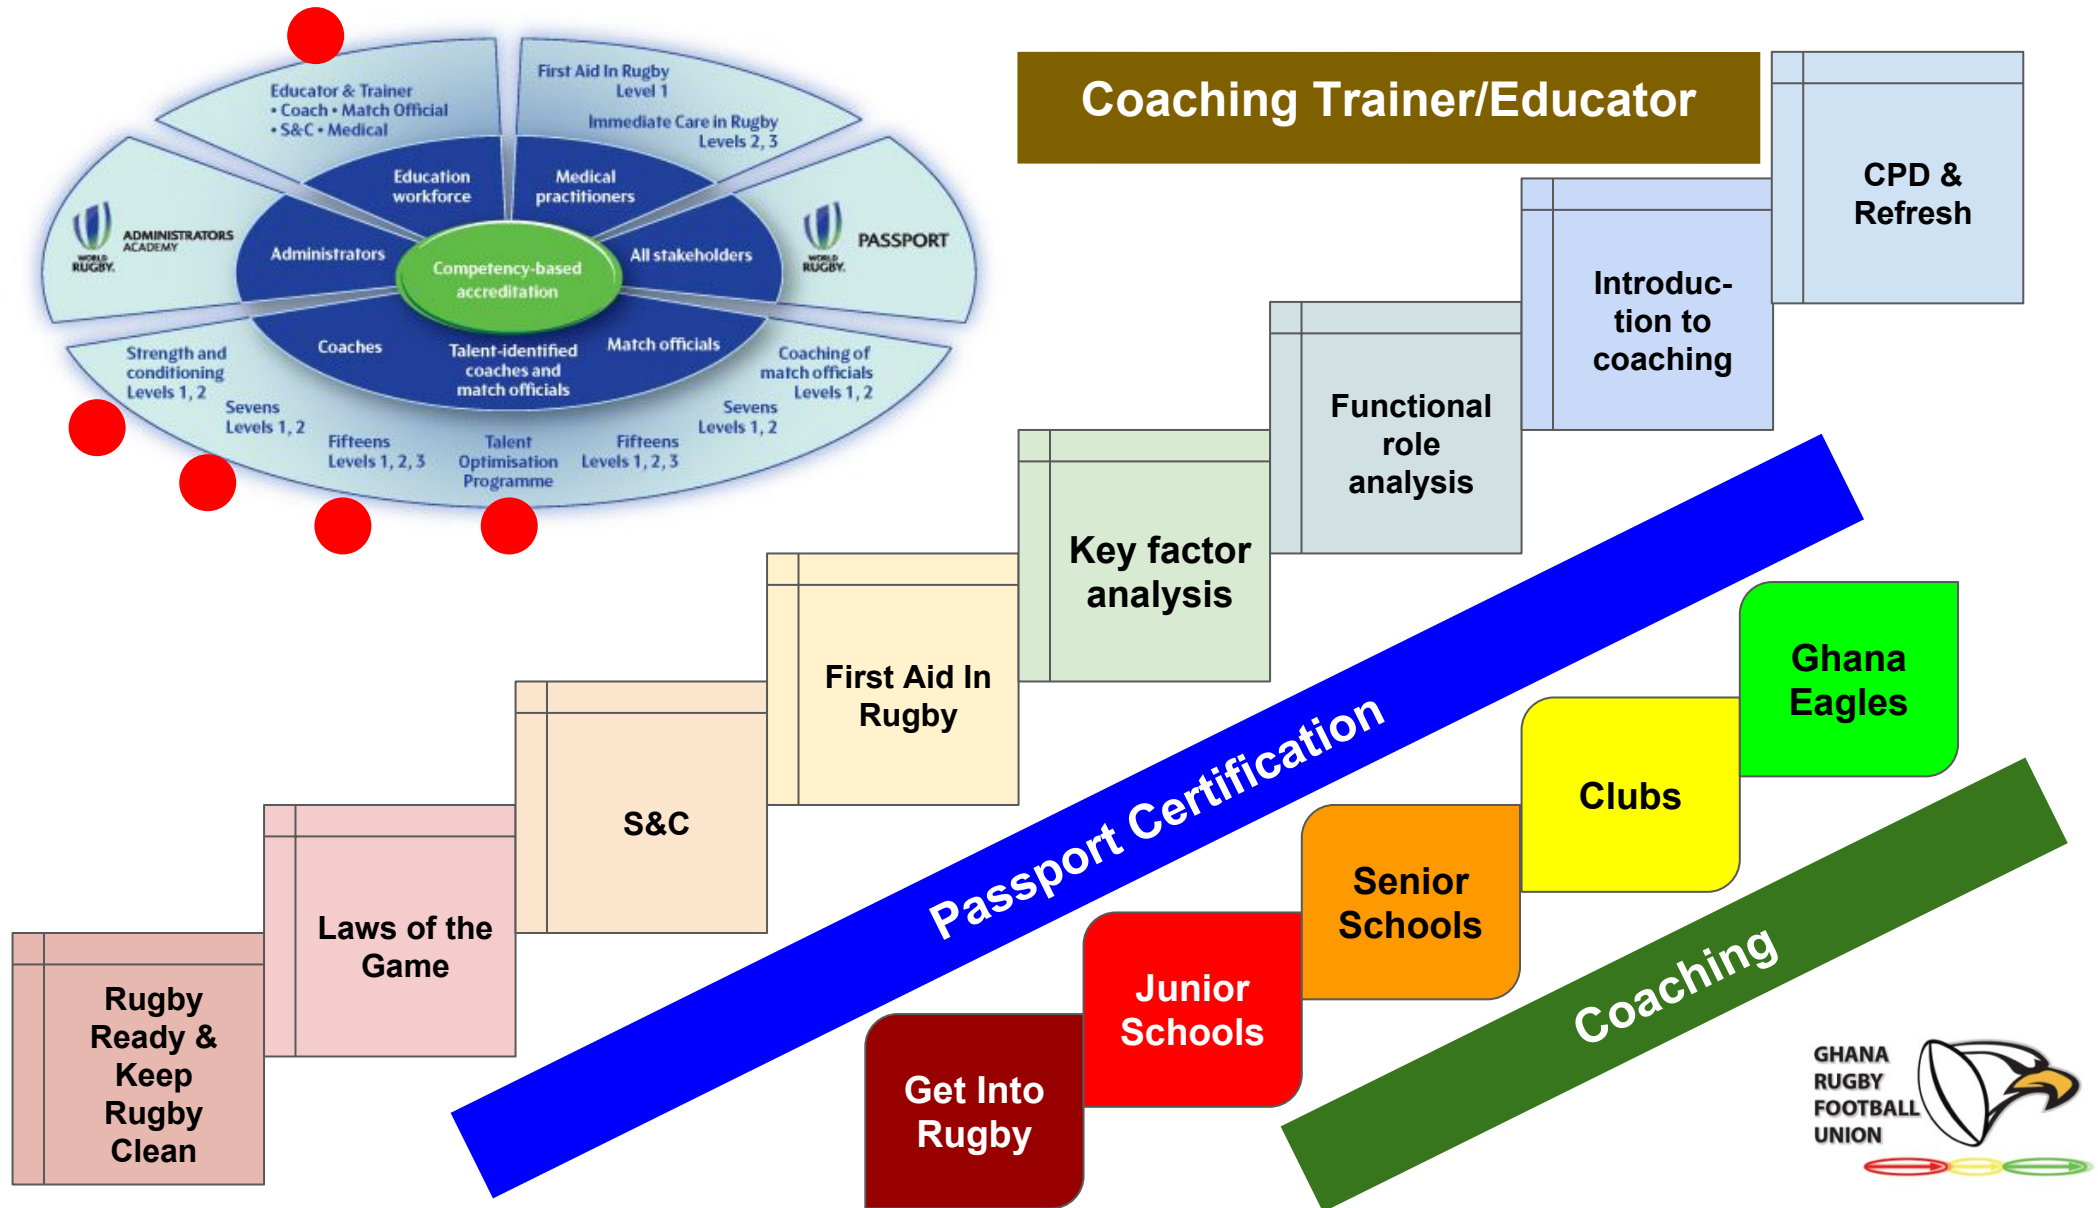 Educator & Trainer
• Coach • Match Official
• S&C • Medical
First Aid In Rugby
Level 1
Immediate Care in Rugby
Levels 2, 3
Education
workforce
Medical
practitioners
WORLD
RUGBY.
ADMINISTRATORS
ACADEMY
Administrators
Competency-based
accreditation
All stakeholders
WORLD
RUGBY.
PASSPORT
Coaches
Talent-identified
coaches and
match officials
Match officials
Strength and
conditioning
Levels 1, 2
Sevens
Levels 1, 2
Fifteens
Levels 1, 2, 3
Talent
Optimisation
Programme
Fifteens
Levels 1, 2, 3
Sevens
Levels 1, 2
Coaching of
match officials
Levels 1, 2
Coaching Trainer/Educator
CPD &
Refresh
Introduc-
tion to
coaching
Functional
role
analysis
Key factor
analysis
First Aid In
Rugby
S&C
Laws of the
Game
Rugby
Ready &
Keep
Rugby
Clean
Passport Certification
Ghana
Eagles
Clubs
Senior
Schools
Junior
Schools
Get Into
Rugby
Coaching
GHANA
RUGBY
FOOTBALL
UNION